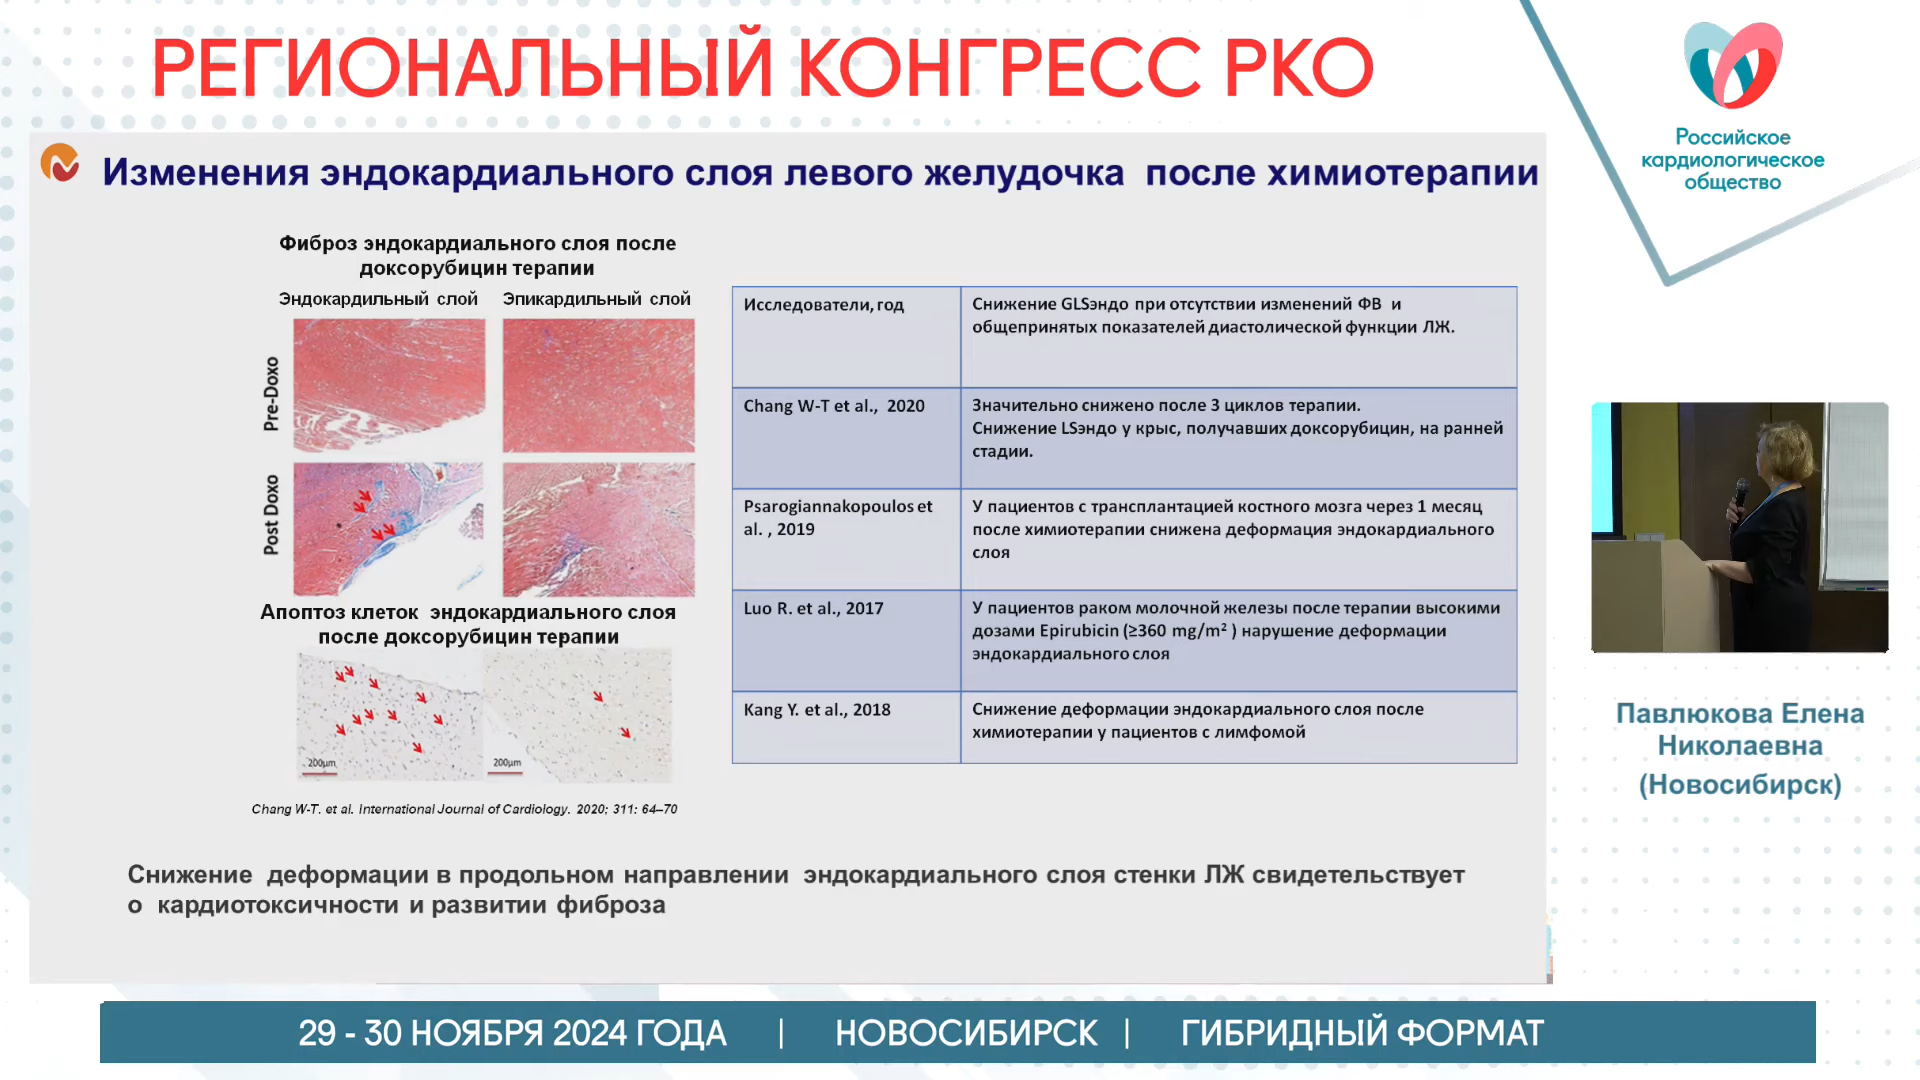 РЕГИОНАЛЬНЫЙ КОНГРЕСС РКО
Российское
кардиологическое
общество
Изменения эндокардиального слоя левого желудочка после химиотерапии
Фиброз эндокардиального слоя после
доксорубицин терапии
Эндокардильный слой
Эпикардильный слой
Pre-Doxo
Post Doxo
Апоптоз клеток эндокардиального слоя
после доксорубицин терапии
200μm
200μm
Chang W-T. et al. International Journal of Cardiology. 2020; 311: 64–70
Исследователи, год
Снижение GLSэндо при отсутствии изменений ФВ и
общепринятых показателей диастолической функции ЛЖ.
Chang W-T et al., 2020
Значительно снижено после 3 циклов терапии.
Снижение LSэндо у крыс, получавших доксорубицин, на ранней
стадии.
Psarogiannakopoulos et
al. , 2019
У пациентов с трансплантацией костного мозга через 1 месяц
после химиотерапии снижена деформация эндокардиального
слоя
Luo R. et al., 2017
У пациентов раком молочной железы после терапии высокими
дозами Epirubicin (≥360 mg/m² ) нарушение деформации
эндокардиального слоя
Kang Y. et al., 2018
Снижение деформации эндокардиального слоя после
химиотерапии у пациентов с лимфомой
Снижение деформации в продольном направлении эндокардиального слоя стенки ЛЖ свидетельствует
о кардиотоксичности и развитии фиброза
Павлюкова Елена
Николаевна
(Новосибирск)
29 - 30 НОЯБРЯ 2024 ГОДА | НОВОСИБИРСК | ГИБРИДНЫЙ ФОРМАТ